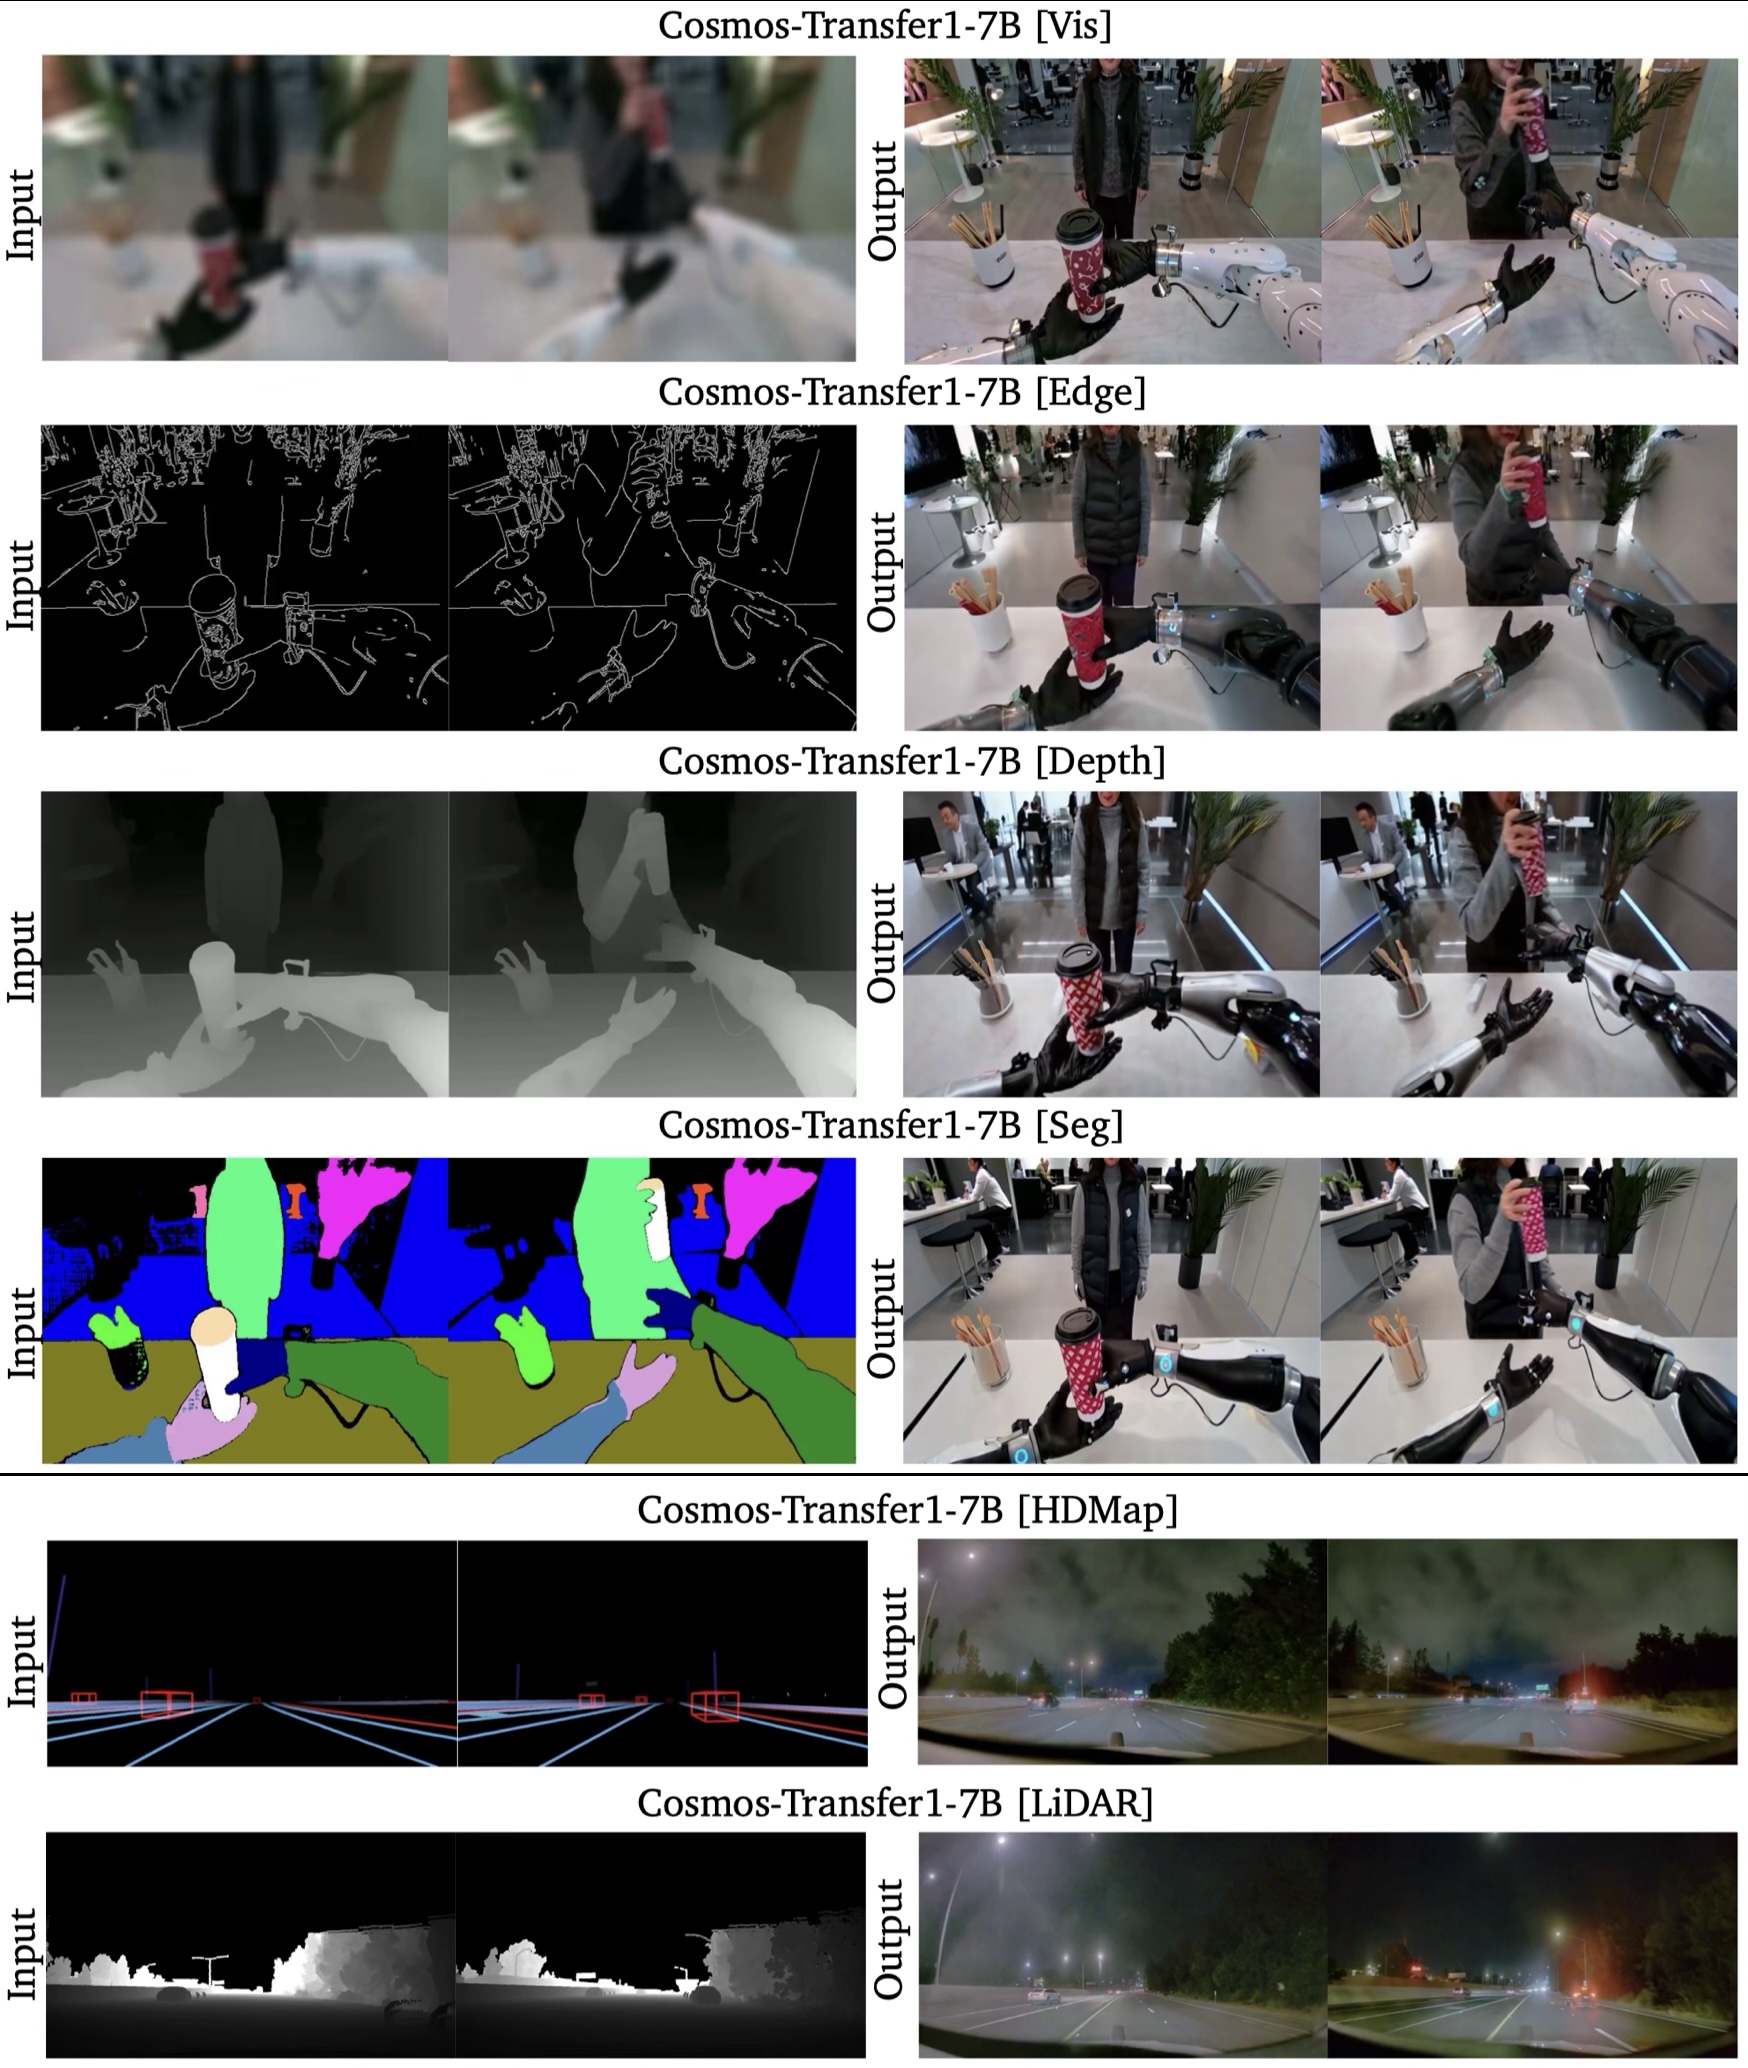 Cosmos-Transfer1-7B [Vis]
Input
Output
Cosmos-Transfer1-7B [Edge]
Input
Output
Cosmos-Transfer1-7B [Depth]
Input
Output
Cosmos-Transfer1-7B [Seg]
Input
Output
Cosmos-Transfer1-7B [HDMap]
Input
Output
Cosmos-Transfer1-7B [LiDAR]
Input
Output